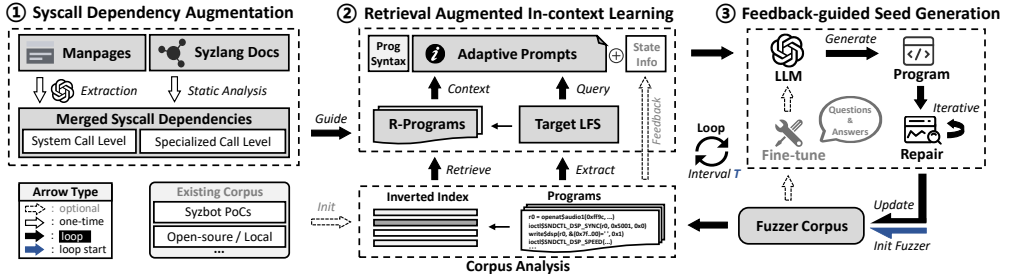 ① Syscall Dependency Augmentation
Manpages
Syzlang Docs
Extraction
Static Analysis
Merged Syscall Dependencies
System Call Level
Specialized Call Level
Arrow Type
: optional
: one-time
: loop
: loop start
Existing Corpus
Syzbot PoCs
Open-soure / Local
...
Guide
Init
② Retrieval Augmented In-context Learning
Prog
Syntax
Adaptive Prompts
State
Info
Context
Query
Feedback
R-Programs
Target LFS
Retrieve
Extract
Inverted Index
Programs
r0 = openat$audio1(0xff9c, ...)
ioctl$SNDCTL_DSP_SYNC(r0, 0x5001, 0x0)
write$dsp(r0, &(0x7f..00)=' ', 0x1)
ioctl$SNDCTL_DSP_SPEED(...)
...
Corpus Analysis
③ Feedback-guided Seed Generation
Generate
LLM
Program
Questions
&
Answers
Iterative
Fine-tune
Repair
Loop
Interval T
Update
Fuzzer Corpus
Init Fuzzer